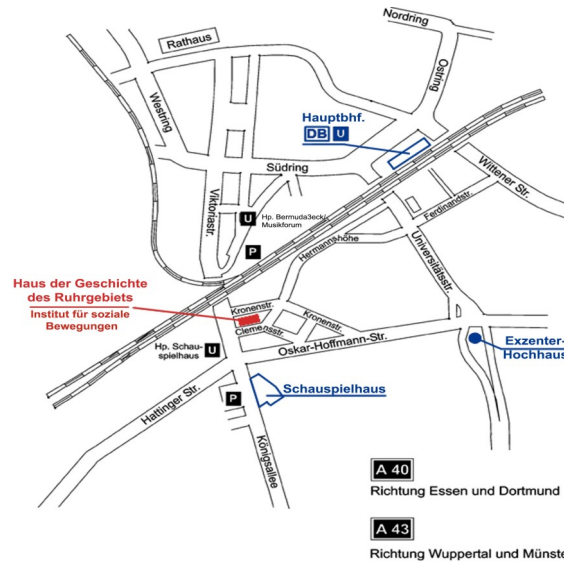 Nordring
Rathaus
Ostring
Westring
Hauptbhf.
DB U
Südring
Wittener Str.
Viktoriastr.
Ferdinandstr.
U Hp. Bermuda3eck/
Musikforum
P
Hermannshöhe
Universitätsstr.
Haus der Geschichte
des Ruhrgebiets
Institut für soziale
Bewegungen
Kronenstr.
Kronenstr.
Clemensstr.
Oskar-Hoffmann-Str.
Exzenter-
Hochhaus
Hp. Schau-
spielhaus U
Schauspielhaus
Hattinger Str.
P
Königsallee
A 40
Richtung Essen und Dortmund
A 43
Richtung Wuppertal und Münste